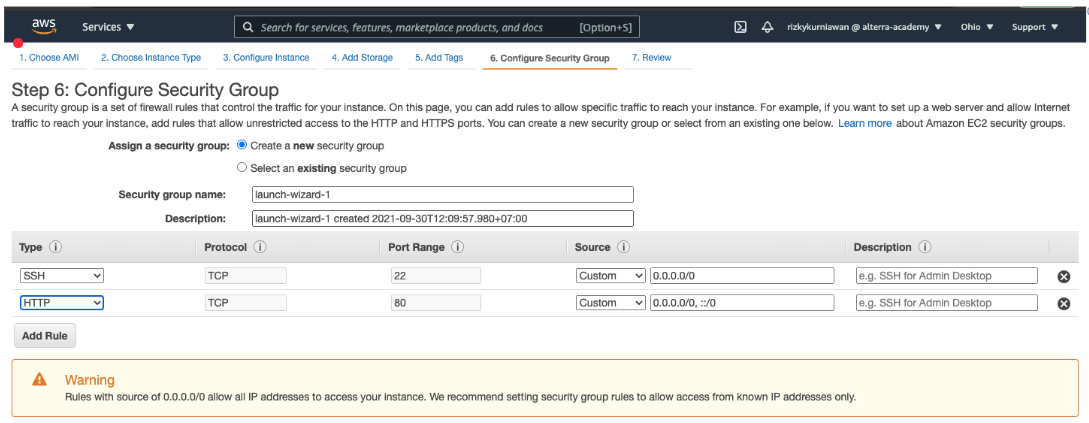 aws
Services
Search for services, features, marketplace products, and docs [Option+S]
rizkykurniawan @ alterra-academy
Ohio
Support
1. Choose AMI 2. Choose Instance Type 3. Configure Instance 4. Add Storage 5. Add Tags 6. Configure Security Group 7. Review
Step 6: Configure Security Group
A security group is a set of firewall rules that control the traffic for your instance. On this page, you can add rules to allow specific traffic to reach your instance. For example, if you want to set up a web server and allow Internet
traffic to reach your instance, add rules that allow unrestricted access to the HTTP and HTTPS ports. You can create a new security group or select from an existing one below. Learn more about Amazon EC2 security groups.
Assign a security group: Create a new security group
Select an existing security group
Security group name: launch-wizard-1
Description: launch-wizard-1 created 2021-09-30T12:09:57.980+07:00
Type i Protocol i Port Range i Source i Description i
SSH TCP 22 Custom 0.0.0.0/0 e.g. SSH for Admin Desktop
HTTP TCP 80 Custom 0.0.0.0/0, ::/0 e.g. SSH for Admin Desktop
Add Rule
Warning
Rules with source of 0.0.0.0/0 allow all IP addresses to access your instance. We recommend setting security group rules to allow access from known IP addresses only.